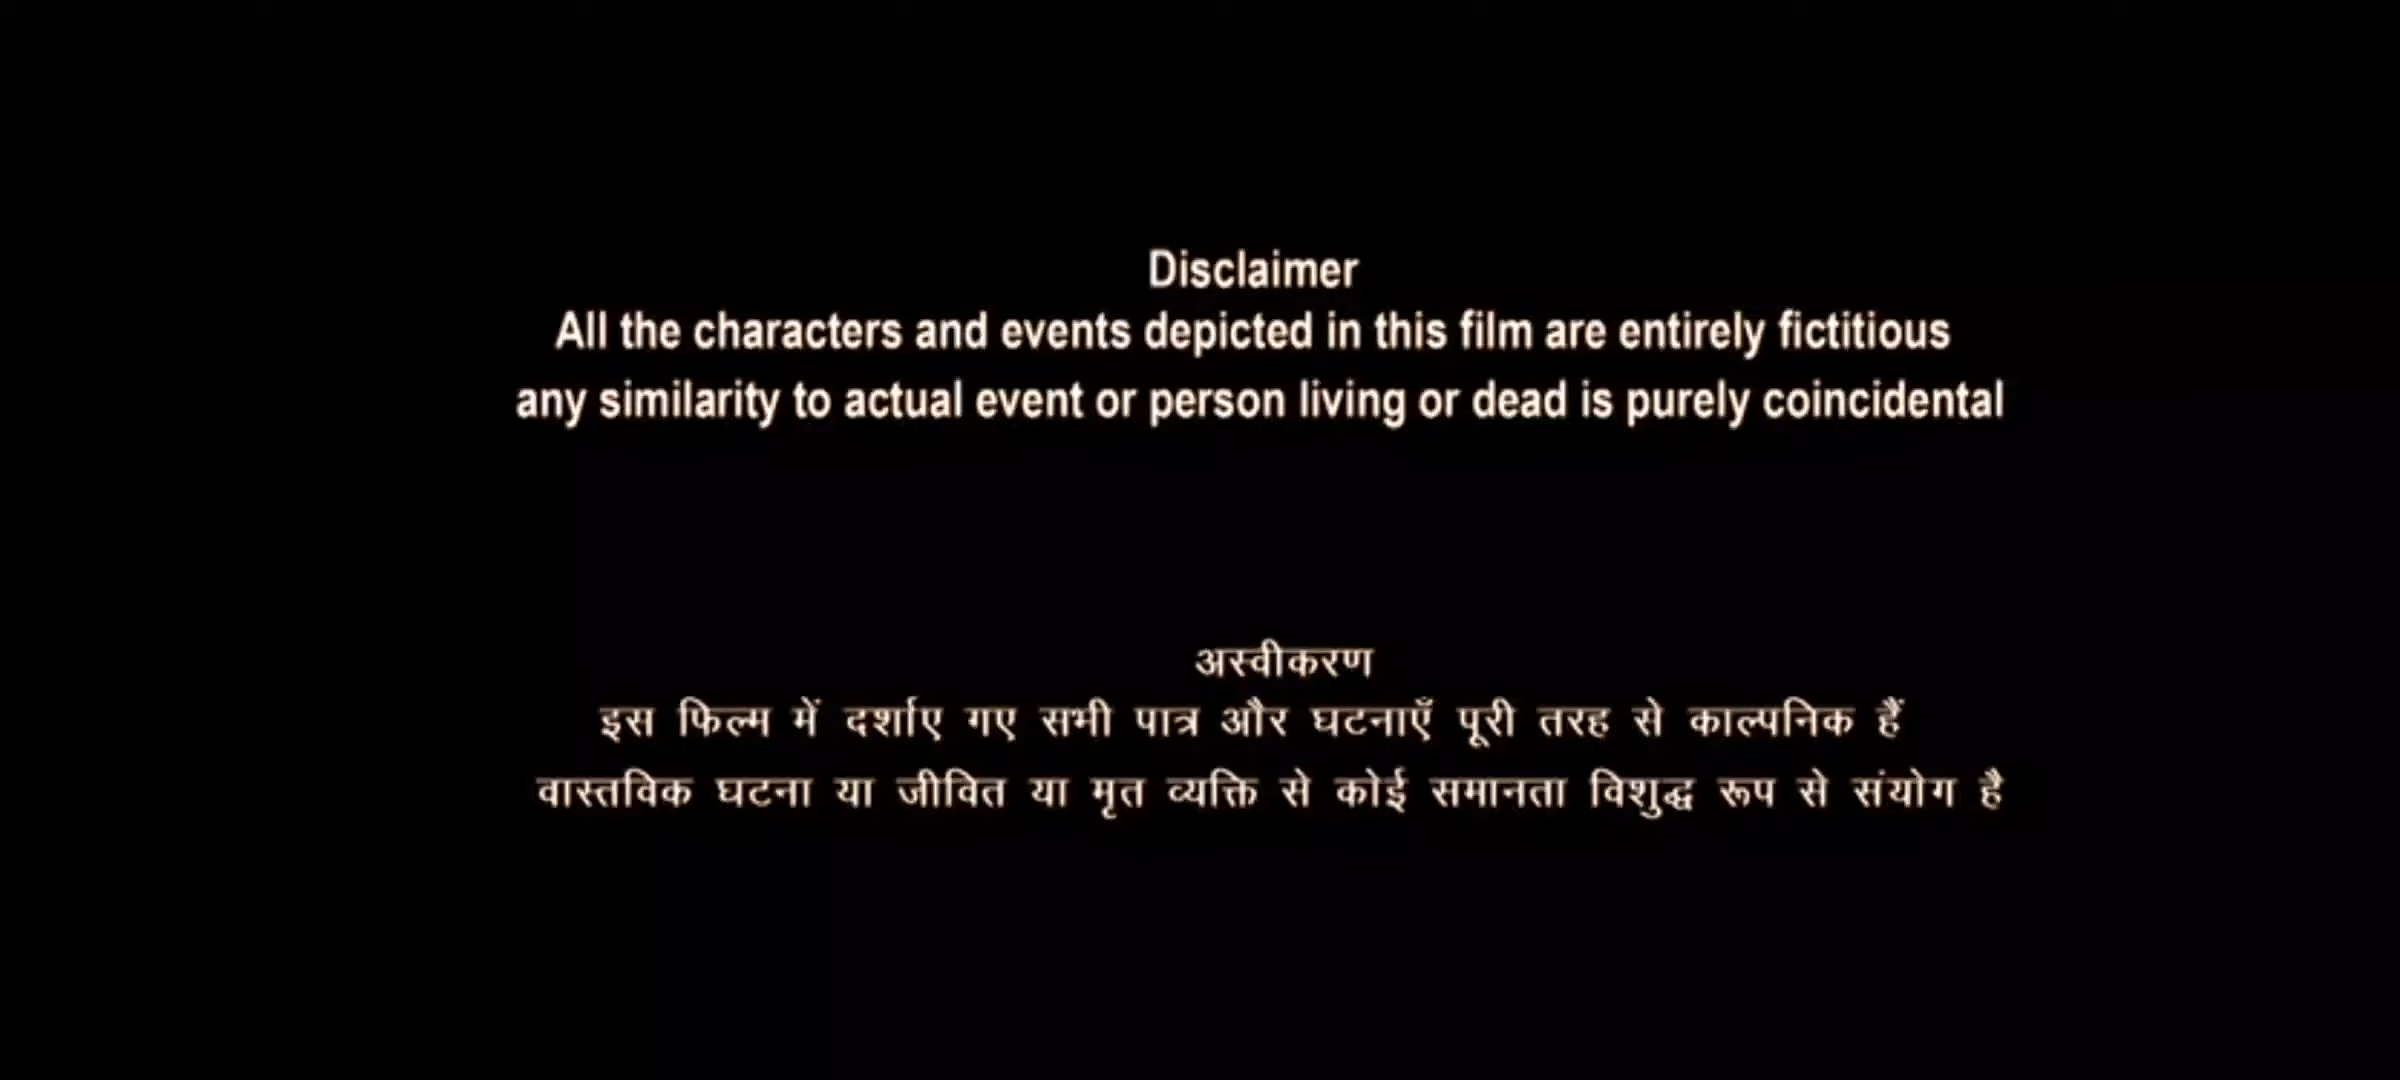 Disclaimer
All the characters and events depicted in this film are entirely fictitious
any similarity to actual event or person living or dead is purely coincidental
अस्वीकरण
इस फिल्म में दर्शाए गए सभी पात्र और घटनाएँ पूरी तरह से काल्पनिक हैं
वास्तविक घटना या जीवित या मृत व्यक्ति से कोई समानता विशुद्ध रूप से संयोग है